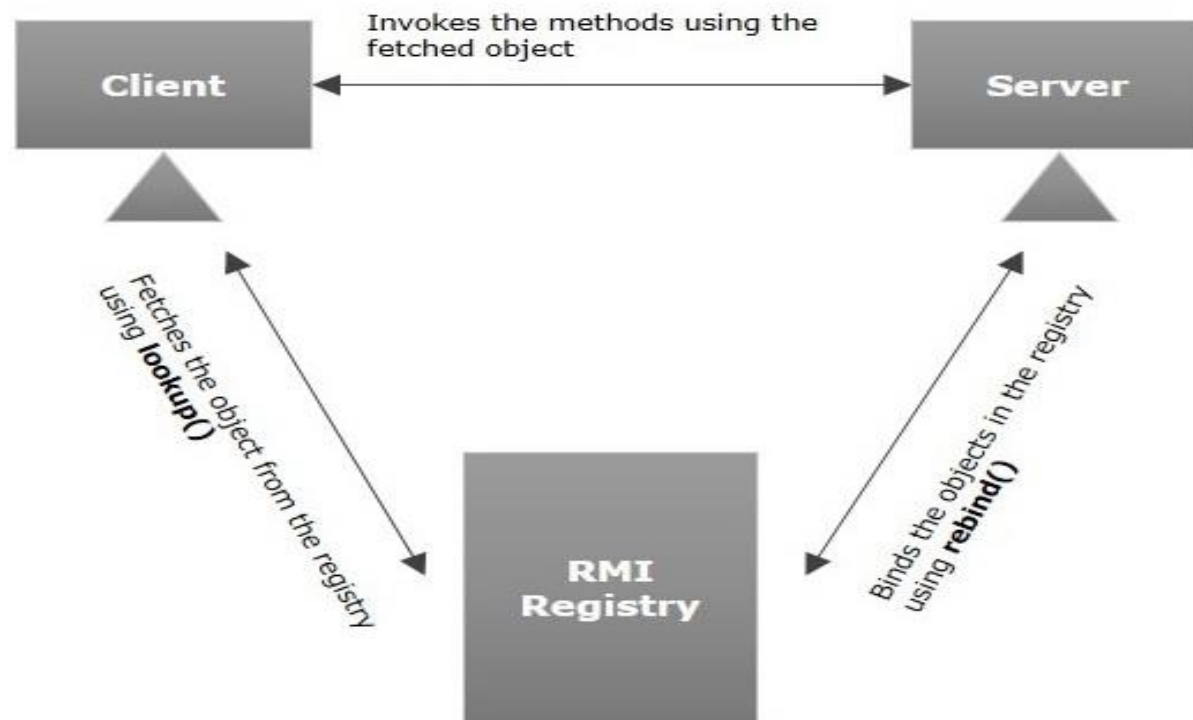 Invokes the methods using the
fetched object
Client
Server
Fetches the object from the registry
using lookup()
Binds the objects in the registry
using rebind()
RMI
Registry